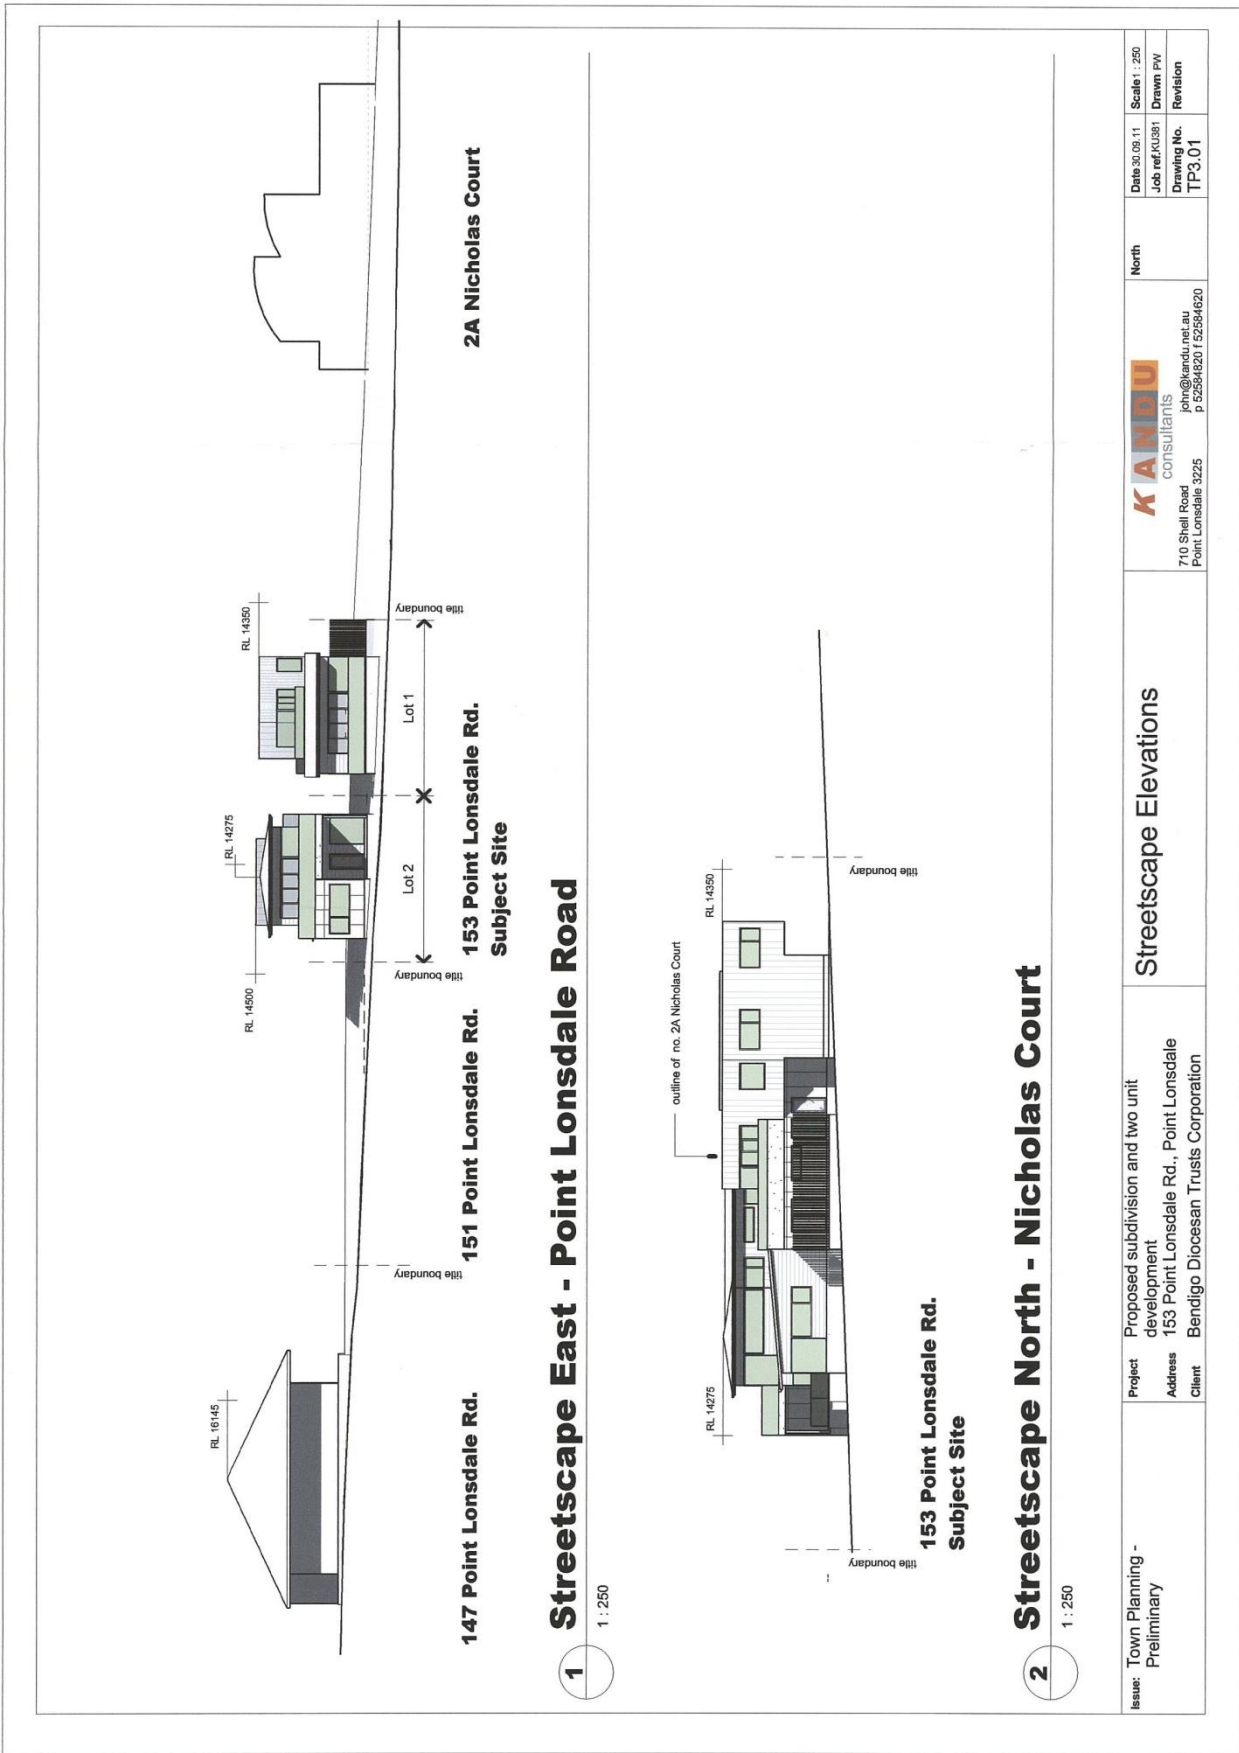 RL 16145
RL 14500
RL 14275
RL 14350
title boundary
title boundary
title boundary
Lot 2
Lot 1
147 Point Lonsdale Rd.
151 Point Lonsdale Rd.
153 Point Lonsdale Rd.
Subject Site
2A Nicholas Court
1
Streetscape East - Point Lonsdale Road
1 : 250
outline of no. 2A Nicholas Court
RL 14275
RL 14350
title boundary
title boundary
153 Point Lonsdale Rd.
Subject Site
2
Streetscape North - Nicholas Court
1 : 250
Issue: Town Planning -
Preliminary
Project Proposed subdivision and two unit
development
Address 153 Point Lonsdale Rd., Point Lonsdale
Client Bendigo Diocesan Trusts Corporation
Streetscape Elevations
KANDU
consultants
710 Shell Road
Point Lonsdale 3225
john@kandu.net.au
p 52584820 f 52584620
North
Date 30.09.11
Scale 1 : 250
Job ref. KU381
Drawn PW
Drawing No.
TP3.01
Revision